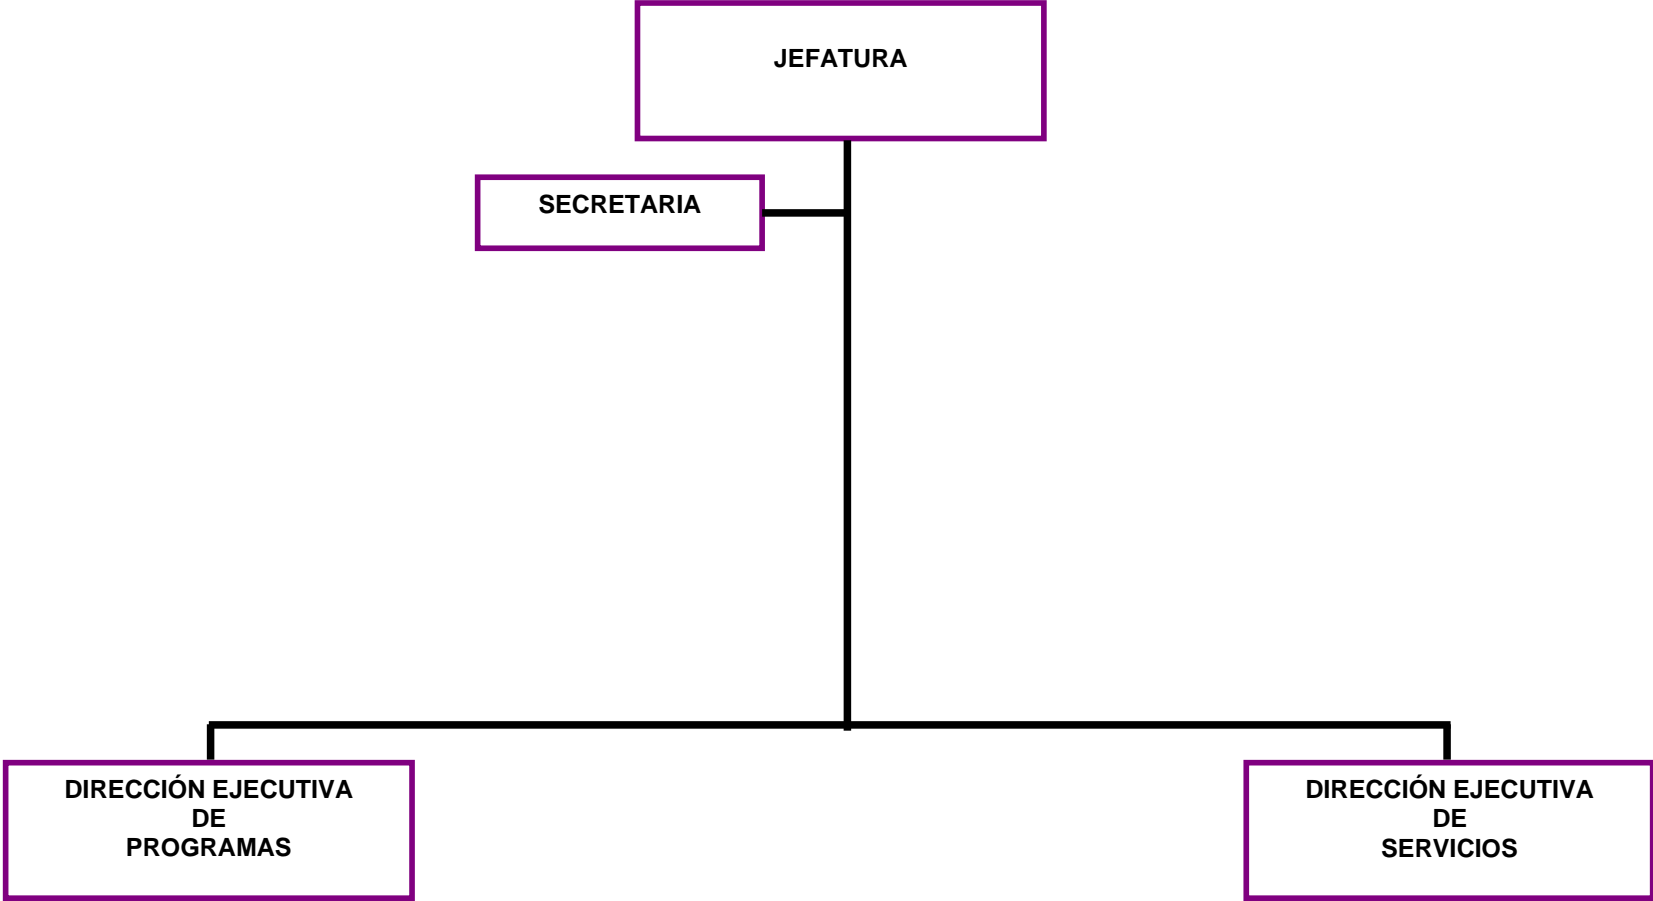 JEFATURA
SECRETARIA
DIRECCIÓN EJECUTIVA
DE
PROGRAMAS
DIRECCIÓN EJECUTIVA
DE
SERVICIOS